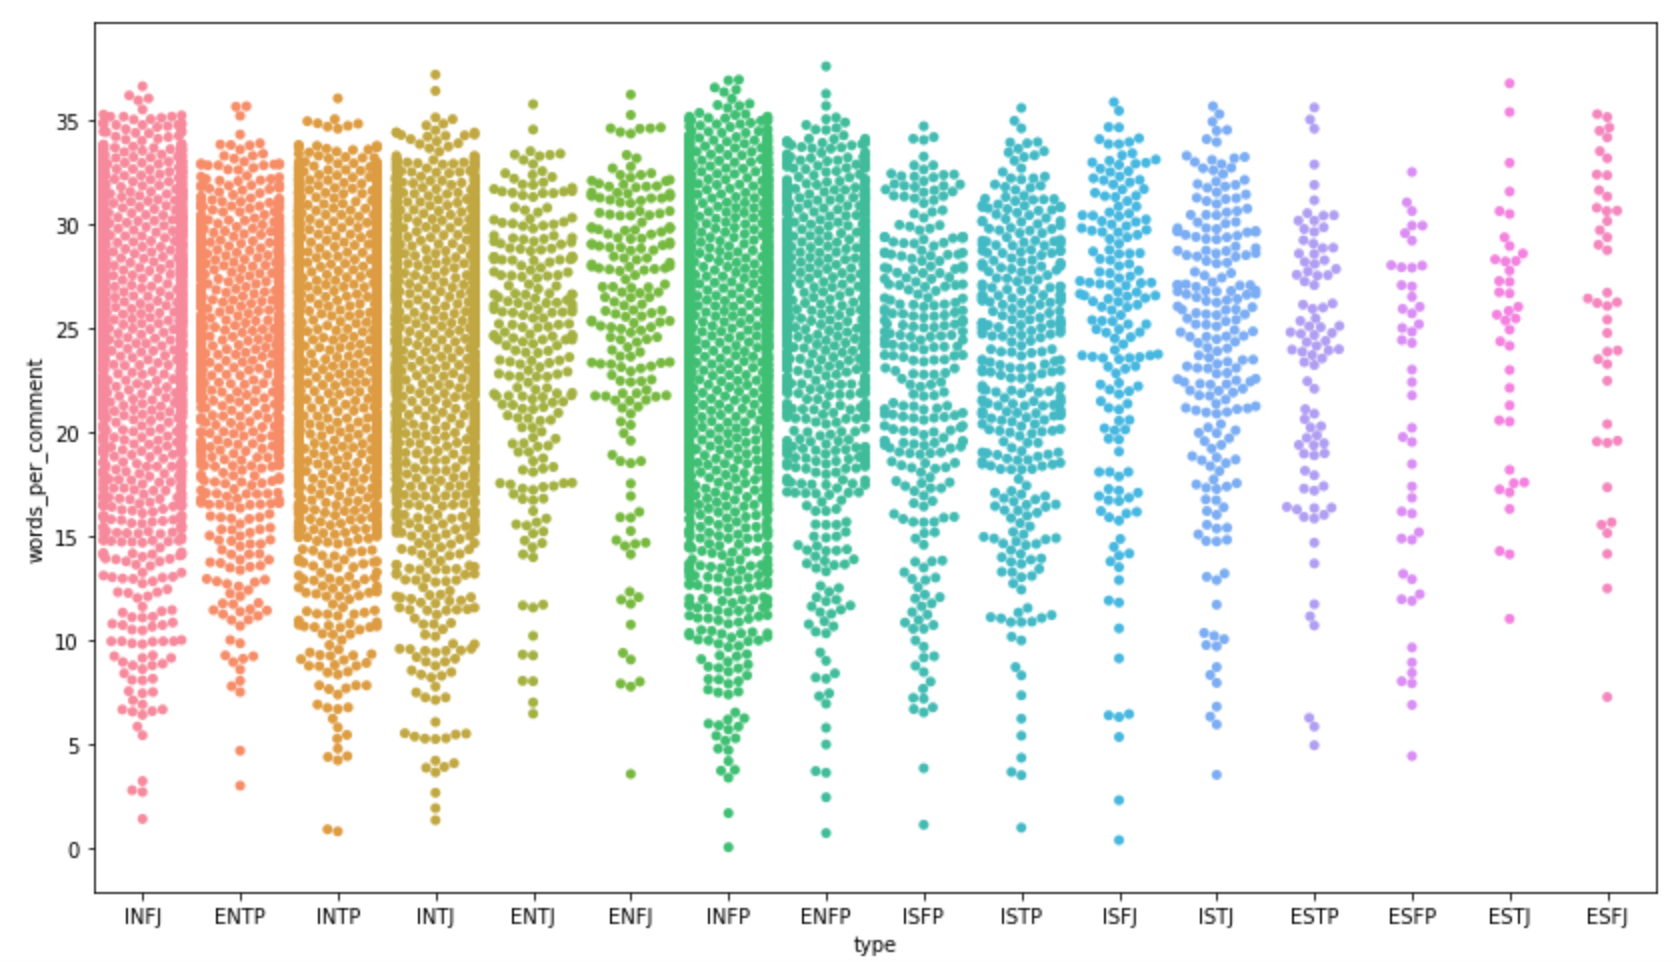 words_per_comment
35
30
25
20
15
10
5
0
INFJ ENTP INTP INTJ ENTJ ENFJ INFP ENFP ISFP ISTP ISFJ ISTJ ESTP ESFP ESTJ ESFJ
type